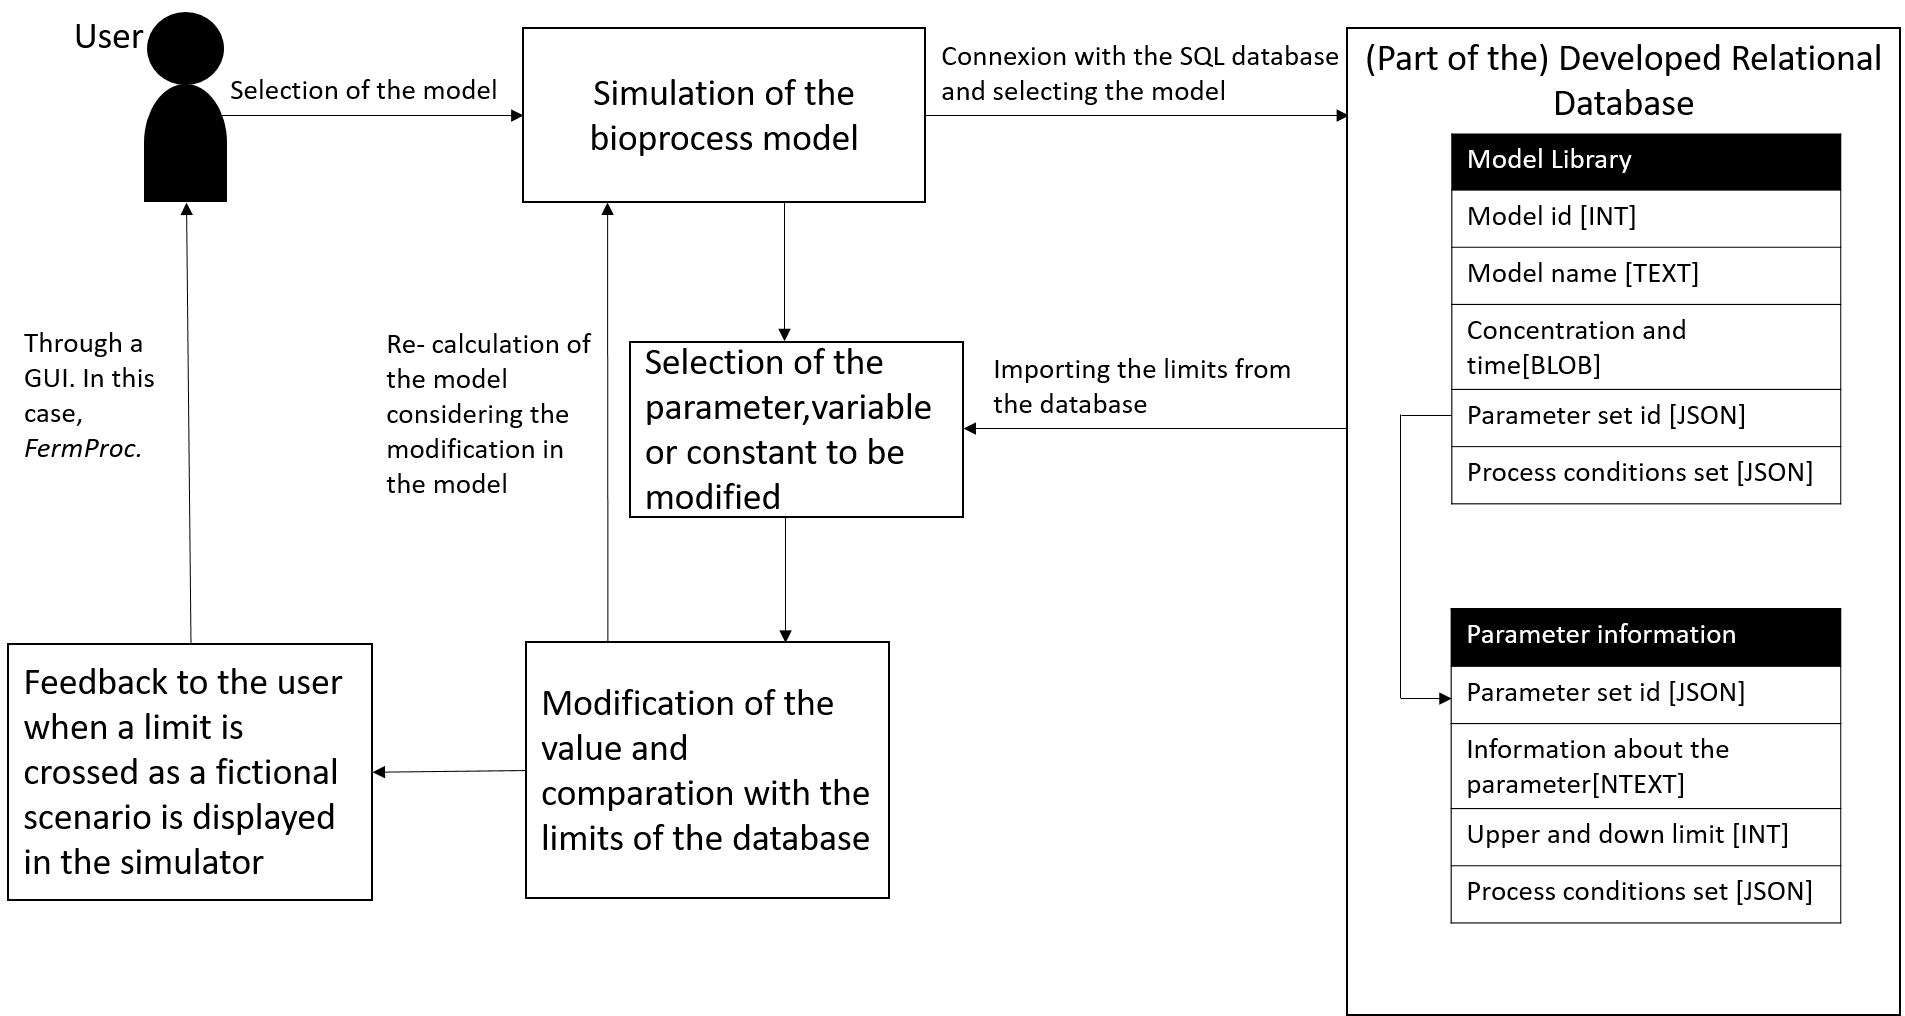 User
Selection of the model
Simulation of the
bioprocess model
Connexion with the SQL database
and selecting the model
(Part of the) Developed Relational
Database
Model Library
Model id [INT]
Model name [TEXT]
Concentration and
time[BLOB]
Parameter set id [JSON]
Process conditions set [JSON]
Through a
GUI. In this
case,
FermProc.
Re- calculation of
the model
considering the
modification in
the model
Selection of the
parameter,variable
or constant to be
modified
Importing the limits from
the database
Feedback to the user
when a limit is
crossed as a fictional
scenario is displayed
in the simulator
Modification of the
value and
comparation with the
limits of the database
Parameter information
Parameter set id [JSON]
Information about the
parameter[NTEXT]
Upper and down limit [INT]
Process conditions set [JSON]